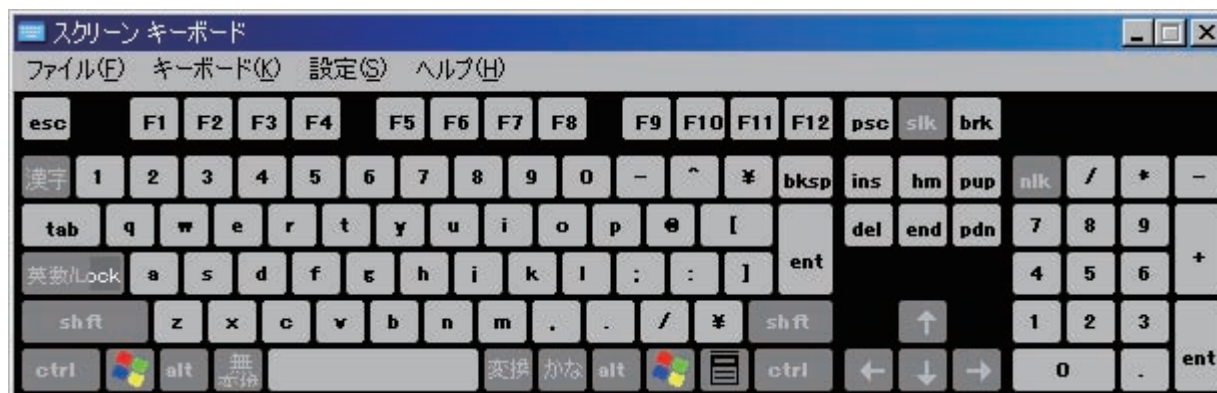 スクリーン キーボード
ファイル(F) キーボード(K) 設定(S) ヘルプ(H)
esc F1 F2 F3 F4 F5 F6 F7 F8 F9 F10 F11 F12 psc slk brk
漢字 1 2 3 4 5 6 7 8 9 0 - ^ ¥ bksp ins hm pup nlk / * -
tab q w e r t y u i o p @ [ ent del end pdn 7 8 9 +
英数/Lock a s d f g h j k l ; : ] 4 5 6
shft z x c v b n m , . / ¥ shft ↑ 1 2 3 ent
ctrl alt 無変換 変換 かな alt ctrl ← ↓ → 0 .